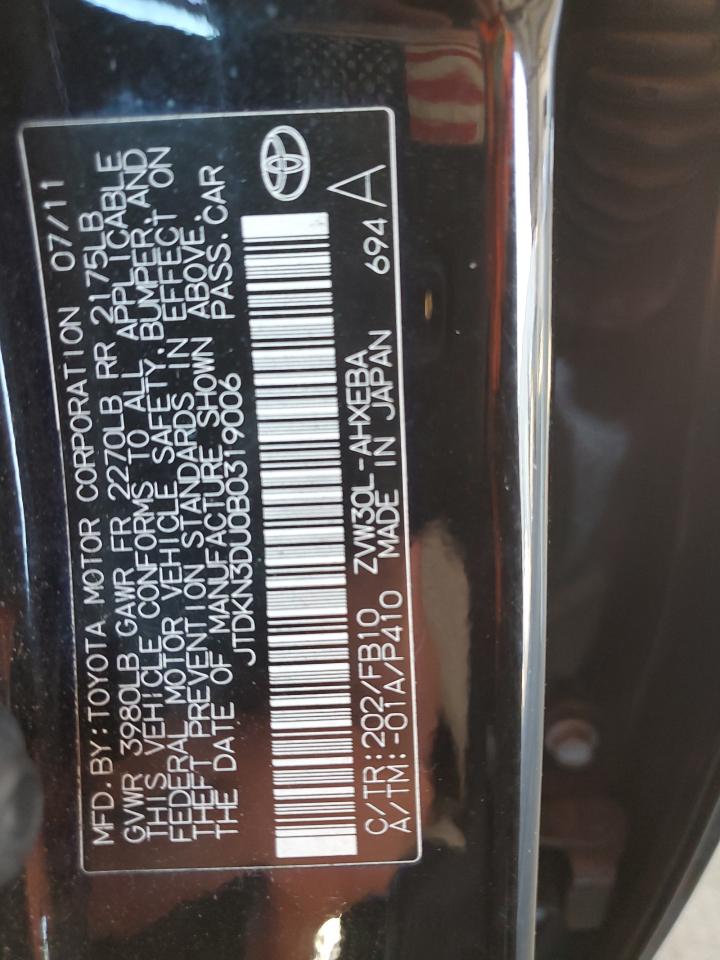 MFD. BY: TOYOTA MOTOR CORPORATION 07/11
GVWR 3980LB GAWR FR 2270LB RR 2175LB
THIS VEHICLE CONFORMS TO ALL APPLICABLE
FEDERAL MOTOR VEHICLE SAFETY, BUMPER, AND
THEFT PREVENTION STANDARDS IN EFFECT ON
THE DATE OF MANUFACTURE SHOWN ABOVE.
JTDKN3DU0B0319006 PASS. CAR
C/TR: 202/FB10 ZVW30L-AHXEBA
A/TM: -01A/P410 MADE IN JAPAN 694 A